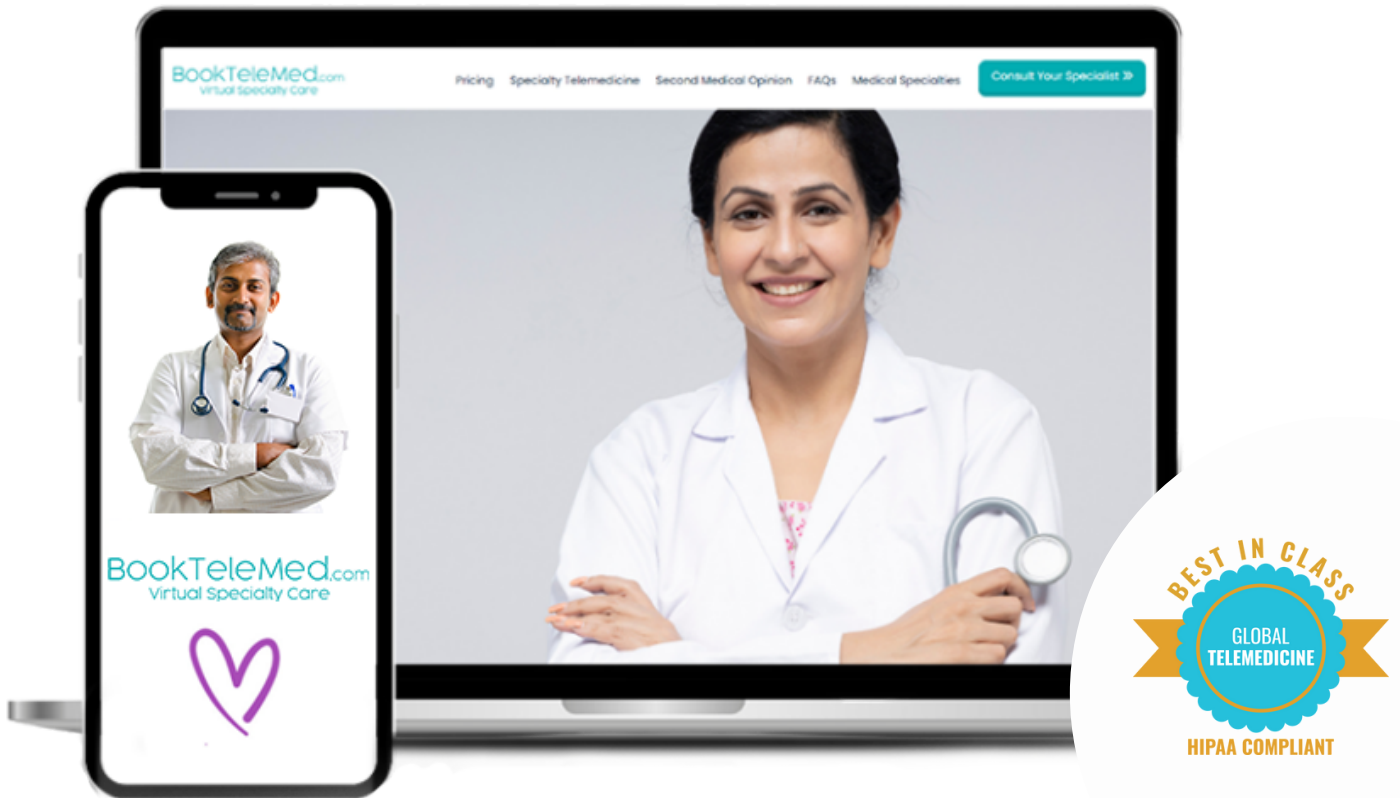 BookTeleMed.com
Virtual Specialty Care
Pricing Specialty Telemedicine Second Medical Opinion FAQs Medical Specialties Consult Your Specialist »
BookTeleMed.com
Virtual Specialty Care
BEST IN CLASS
GLOBAL
TELEMEDICINE
HIPAA COMPLIANT